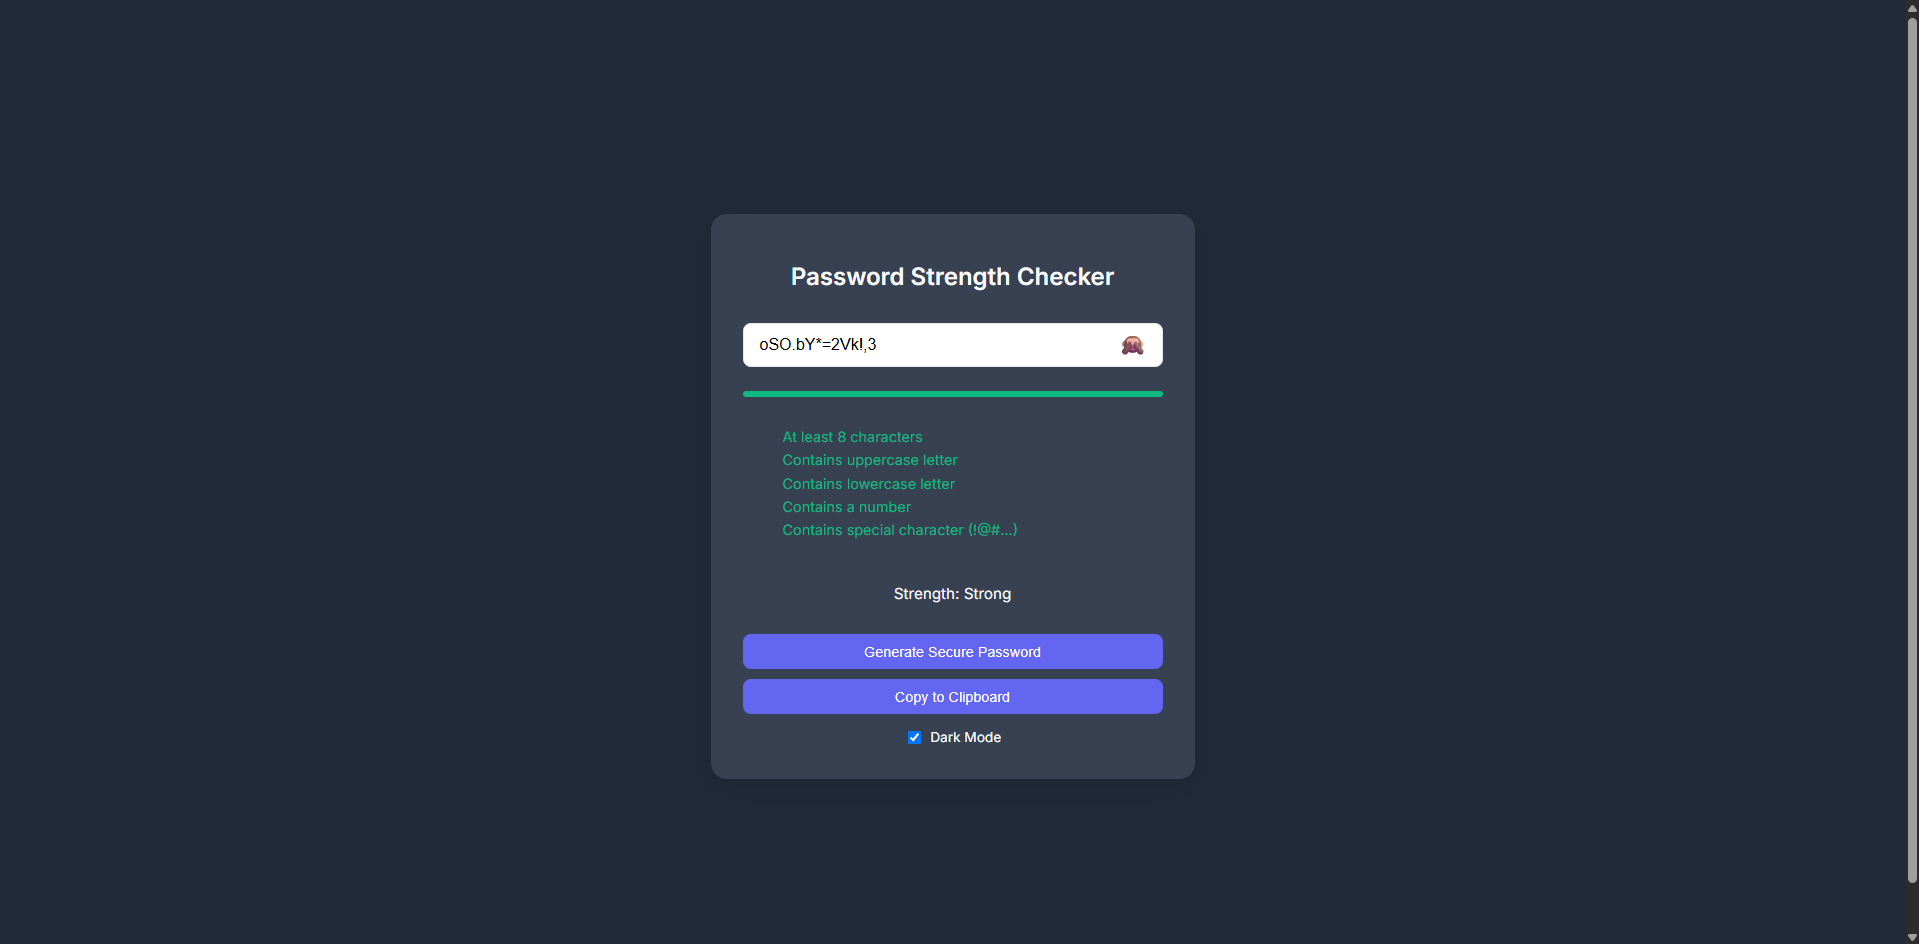 Password Strength Checker
oSO.bY*=2Vk!,3
At least 8 characters
Contains uppercase letter
Contains lowercase letter
Contains a number
Contains special character (!@#...)
Strength: Strong
Generate Secure Password
Copy to Clipboard
Dark Mode